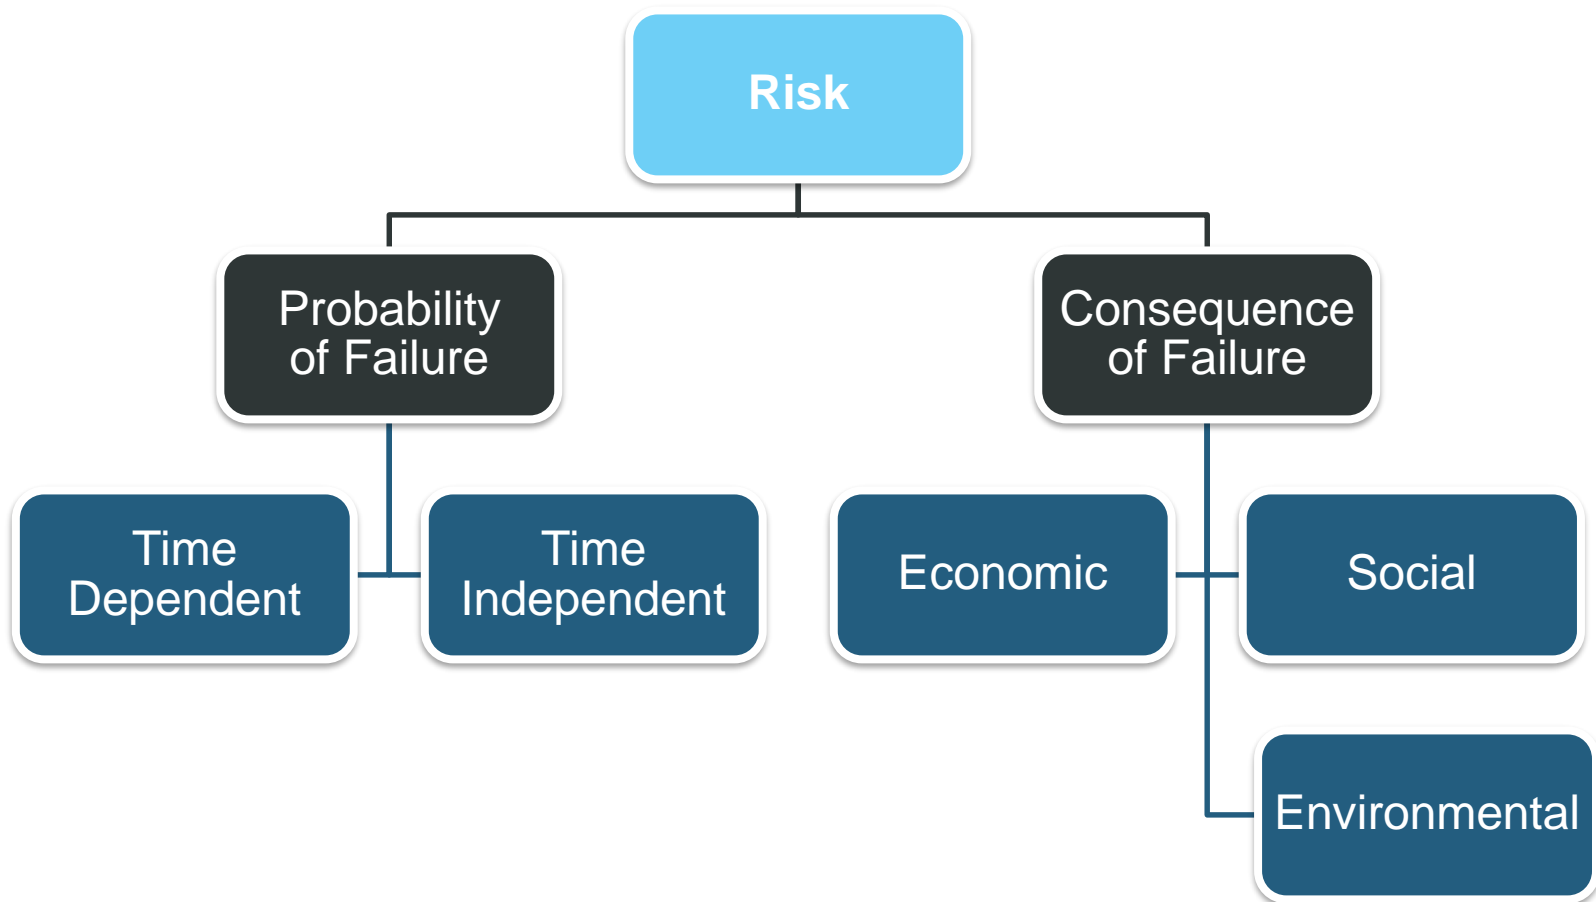 Risk
Probability
of Failure
Consequence
of Failure
Time
Dependent
Time
Independent
Economic
Social
Environmental